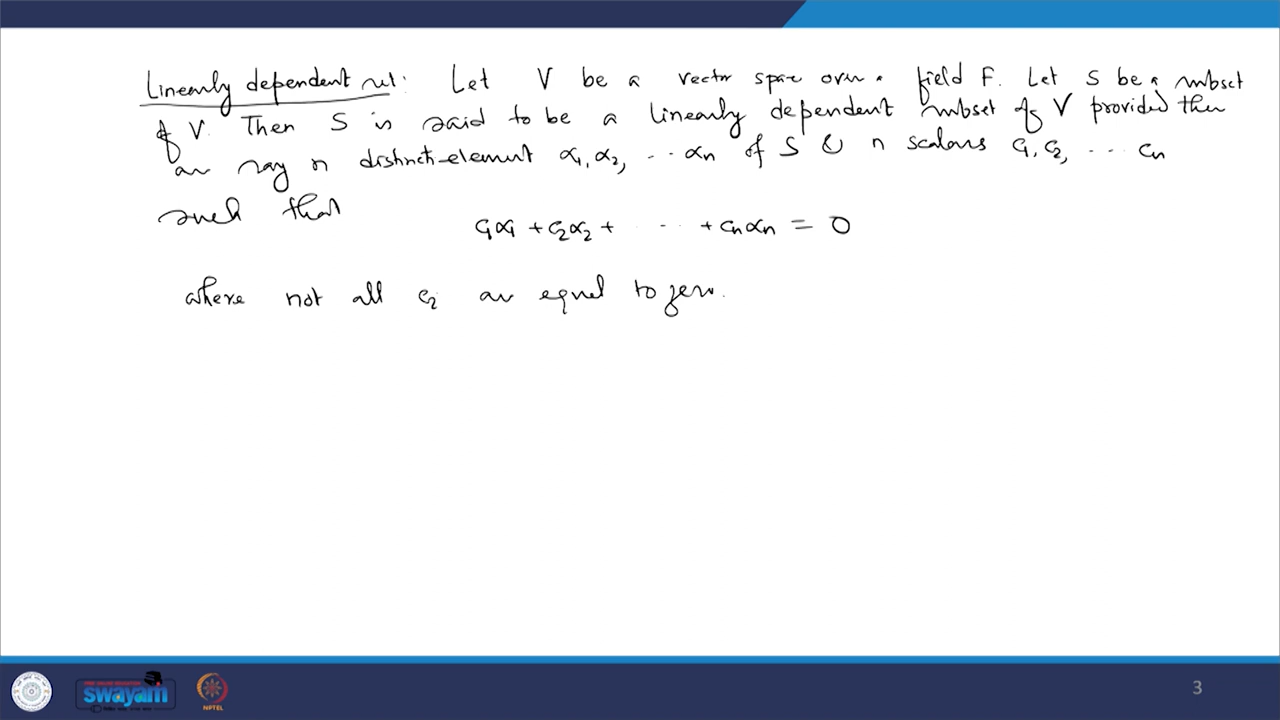 Linearly dependent set: Let V be a vector space over a field F. Let S be a subset
of V. Then S is said to be a linearly dependent subset of V provided there
are say n distinct element α1, α2, ... αn of S & n scalars c1, c2, ... cn
such that
c1α1 + c2α2 + ... + cnαn = 0
where not all ci are equal to zero.
swayam
NPTEL
3